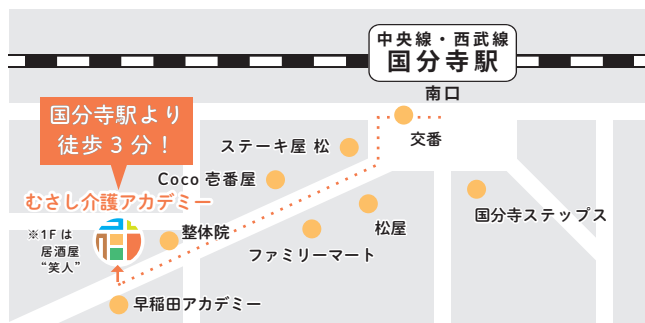 中央線・西武線
国分寺駅
南口
国分寺駅より
徒歩3分！
交番
ステーキ屋 松
Coco 壱番屋
むさし介護アカデミー
国分寺ステップス
松屋
整体院
※1F は
居酒屋
“笑人”
ファミリーマート
早稲田アカデミー